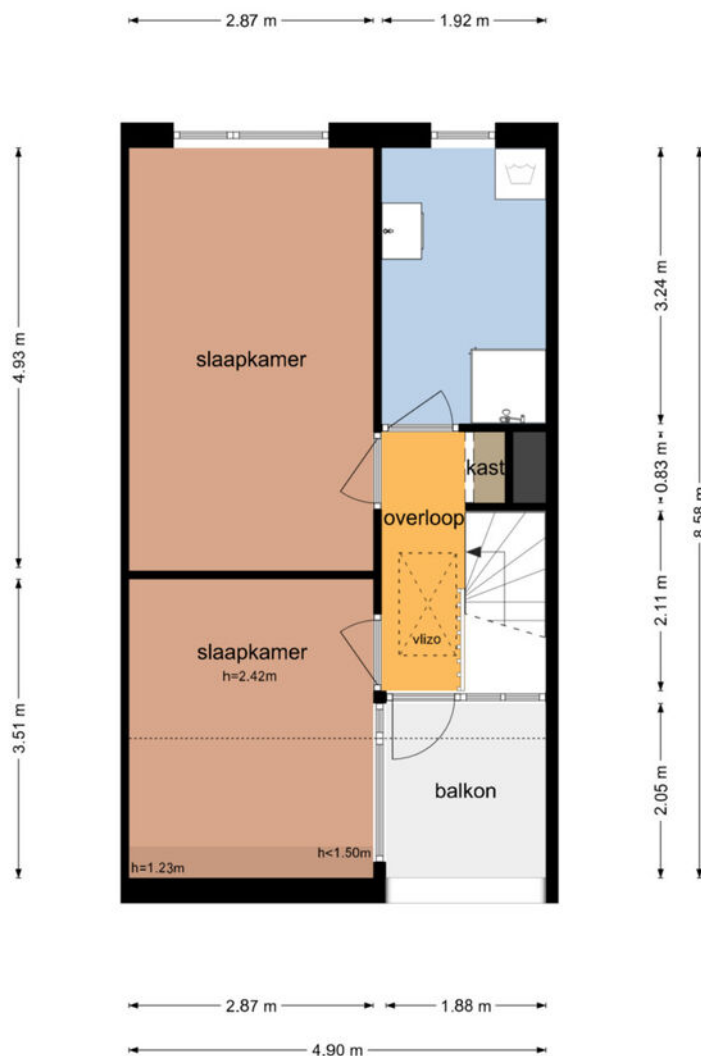 2.87 m
1.92 m
4.93 m
3.24 m
8.58 m
slaapkamer
kast
0.83 m
overloop
2.11 m
vlizo
slaapkamer
h=2.42m
3.51 m
2.05 m
balkon
h<1.50m
h=1.23m
2.87 m
1.88 m
4.90 m